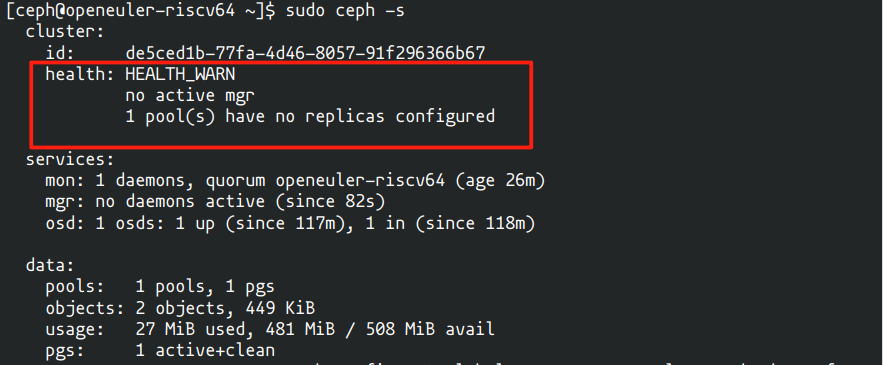 [ceph@openeuler-riscv64 ~]$ sudo ceph -s
cluster:
id: de5ced1b-77fa-4d46-8057-91f296366b67
health: HEALTH_WARN
no active mgr
1 pool(s) have no replicas configured
services:
mon: 1 daemons, quorum openeuler-riscv64 (age 26m)
mgr: no daemons active (since 82s)
osd: 1 osds: 1 up (since 117m), 1 in (since 118m)
data:
pools: 1 pools, 1 pgs
objects: 2 objects, 449 KiB
usage: 27 MiB used, 481 MiB / 508 MiB avail
pgs: 1 active+clean